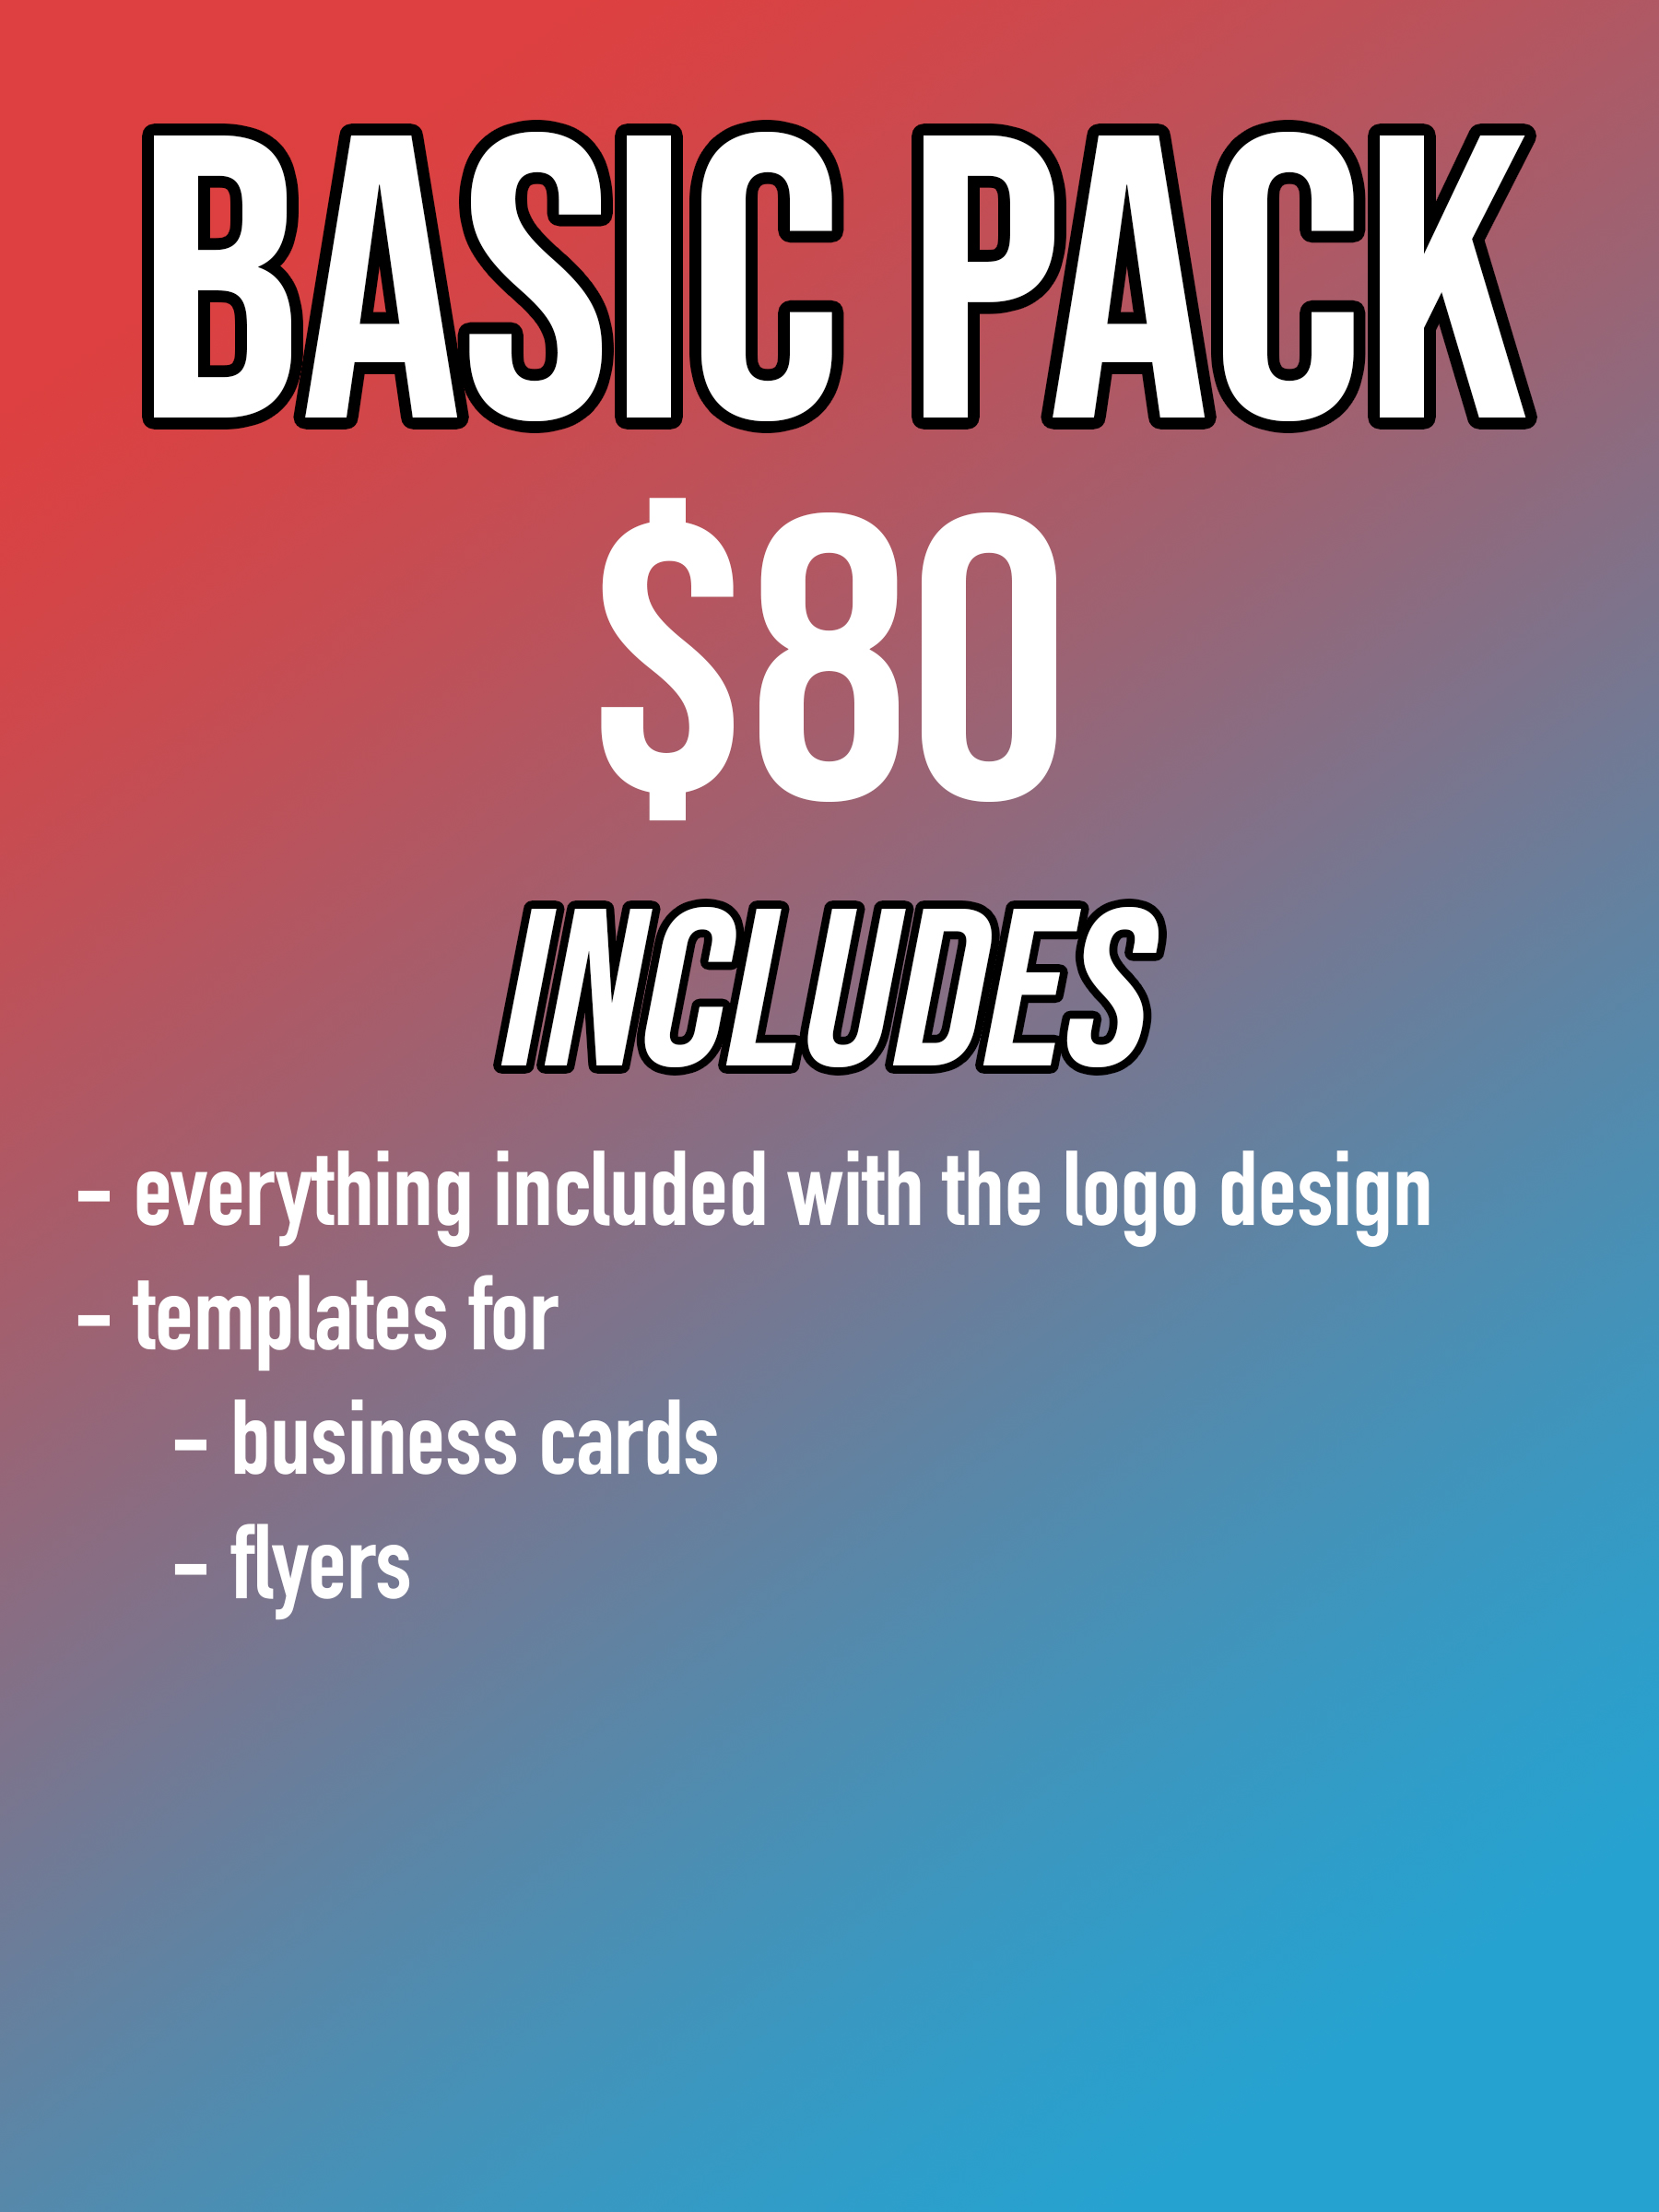 BASIC PACK
$80
INCLUDES
- everything included with the logo design
- templates for
- business cards
- flyers